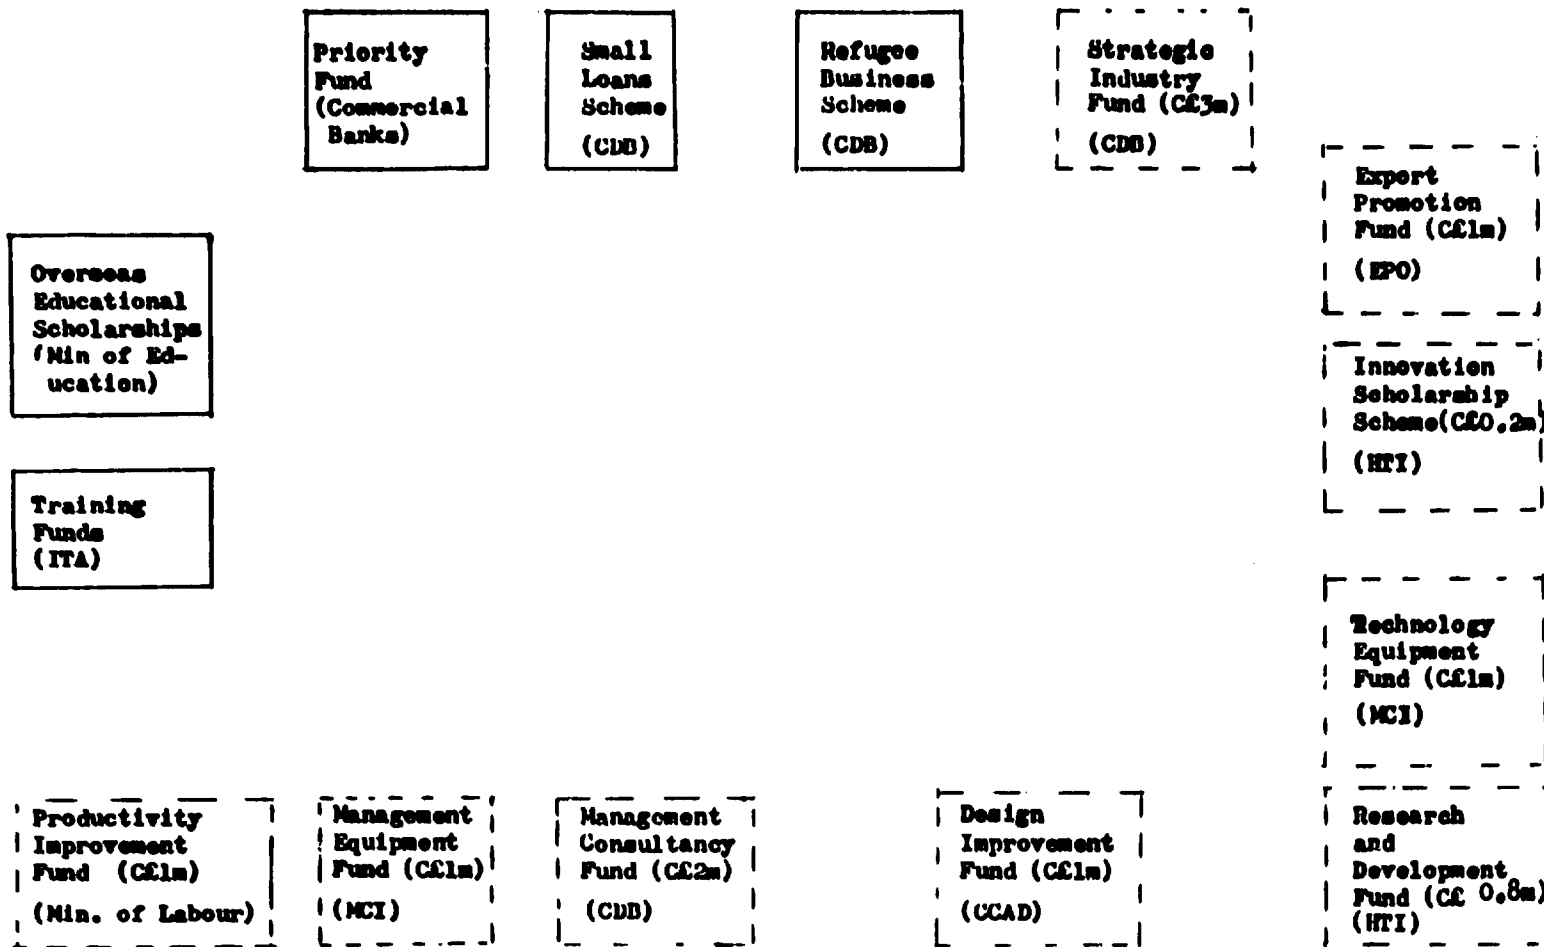 Priority
Fund
(Commercial
Banks)
Small
Loans
Scheme
(CDB)
Refugee
Business
Scheme
(CDB)
Strategic
Industry
Fund (C£3m)
(CDB)
Export
Promotion
Fund (C£1m)
(EPO)
Overseas
Educational
Scholarships
(Min of Ed-
ucation)
Innovation
Scholarship
Scheme(C£0.2m)
(HTI)
Training
Funds
(ITA)
Technology
Equipment
Fund (C£1m)
(MCI)
Productivity
Improvement
Fund (C£1m)
(Min. of Labour)
Management
Equipment
Fund (C£1m)
(MCI)
Management
Consultancy
Fund (C£2m)
(CDB)
Design
Improvement
Fund (C£1m)
(CCAD)
Research
and
Development
Fund (C£ 0.8m)
(HTI)